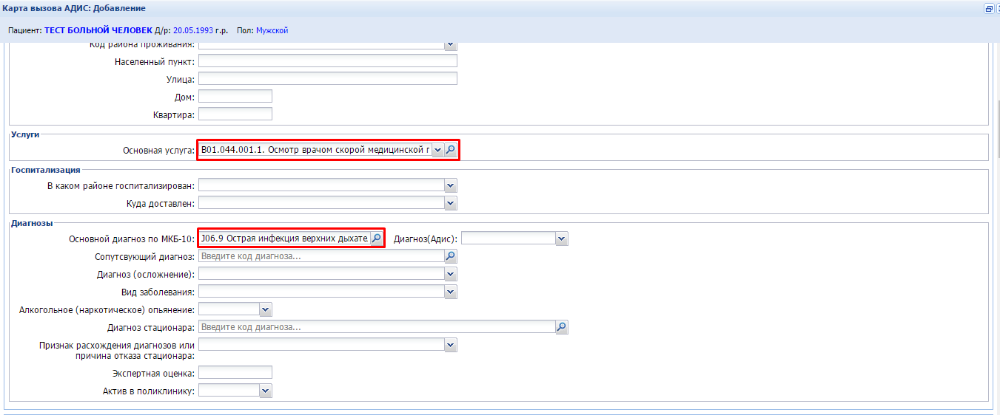 Карта вызова АДИС: Добавление
Пациент: ТЕСТ БОЛЬНОЙ ЧЕЛОВЕК Д/р: 20.05.1993 г.р. Пол: Мужской
Код района проживания:
Населенный пункт:
Улица:
Дом:
Квартира:
Услуги
Основная услуга: B01.044.001.1. Осмотр врачом скорой медицинской г
Госпитализация
В каком районе госпитализирован:
Куда доставлен:
Диагнозы
Основной диагноз по МКБ-10: J06.9 Острая инфекция верхних дыхате Диагноз(Адис):
Сопутсвующий диагноз: Введите код диагноза...
Диагноз (осложнение):
Вид заболевания:
Алкогольное (наркотическое) опьянение:
Диагноз стационара: Введите код диагноза...
Признак расхождения диагнозов или
причина отказа стационара:
Экспертная оценка:
Актив в поликлинику: